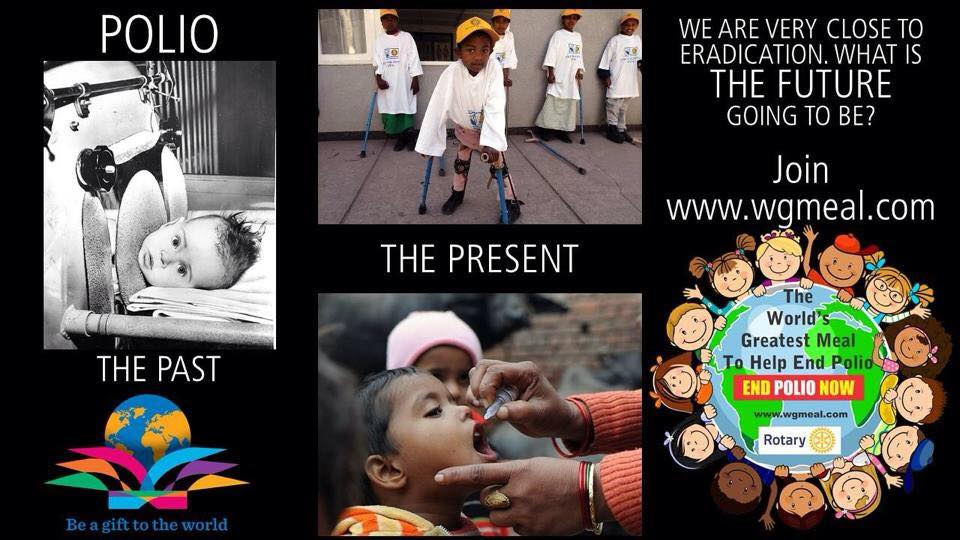 POLIO
THE PAST
Be a gift to the world
THE PRESENT
WE ARE VERY CLOSE TO
ERADICATION. WHAT IS
THE FUTURE
GOING TO BE?
Join
www.wgmeal.com
The
World's
Greatest Meal
To Help End Polio
END POLIO NOW
www.wgmeal.com
Rotary